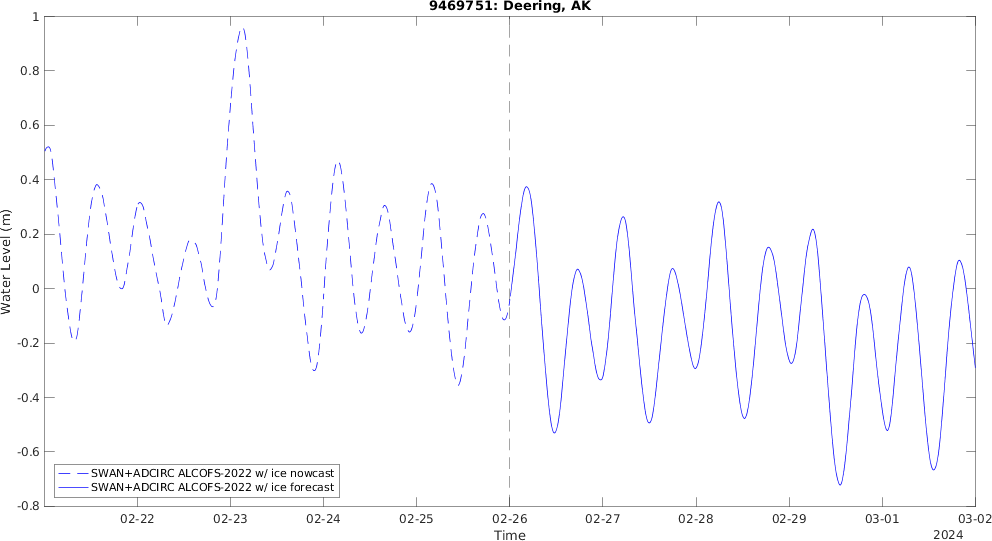 9469751: Deering, AK
Water Level (m)
1
0.8
0.6
0.4
0.2
0
-0.2
-0.4
-0.6
-0.8
SWAN+ADCIRC ALCOFS-2022 w/ ice nowcast
SWAN+ADCIRC ALCOFS-2022 w/ ice forecast
02-22 02-23 02-24 02-25 02-26 02-27 02-28 02-29 03-01 03-02
Time
2024